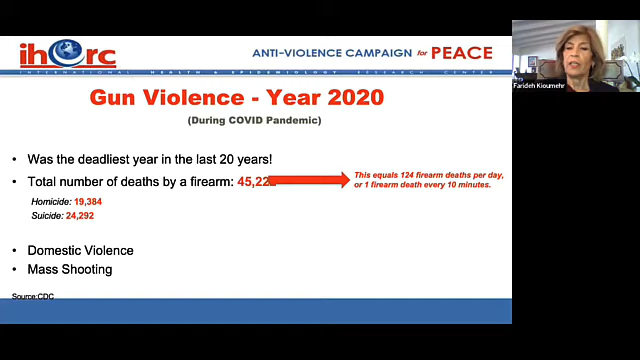 iherc
ANTI-VIOLENCE CAMPAIGN for PEACE
INTERNATIONAL HEALTH & EPIDEMIOLOGY RESEARCH CENTER
Gun Violence - Year 2020
(During COVID Pandemic)
• Was the deadliest year in the last 20 years!
• Total number of deaths by a firearm: 45,222
This equals 124 firearm deaths per day,
or 1 firearm death every 10 minutes.
Homicide: 19,384
Suicide: 24,292
• Domestic Violence
• Mass Shooting
Source:CDC
Farideh Kioumehr